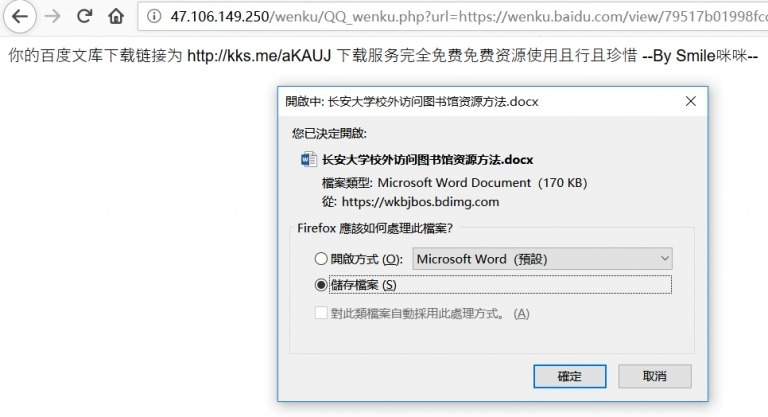 47.106.149.250/wenku/QQ_wenku.php?url=https://wenku.baidu.com/view/79517b01998fcc
你的百度文库下载链接为 http://kks.me/aKAUJ 下载服务完全免费免费资源使用且行且珍惜 --By Smile咪咪--
開啟中: 长安大学校外访问图书馆资源方法.docx
您已決定開啟:
长安大学校外访问图书馆资源方法.docx
檔案類型: Microsoft Word Document (170 KB)
從: https://wkbjbos.bdimg.com
Firefox 應該如何處理此檔案?
開啟方式 (O): Microsoft Word (預設)
儲存檔案 (S)
對此類檔案自動採用此處理方式。 (A)
確定 取消